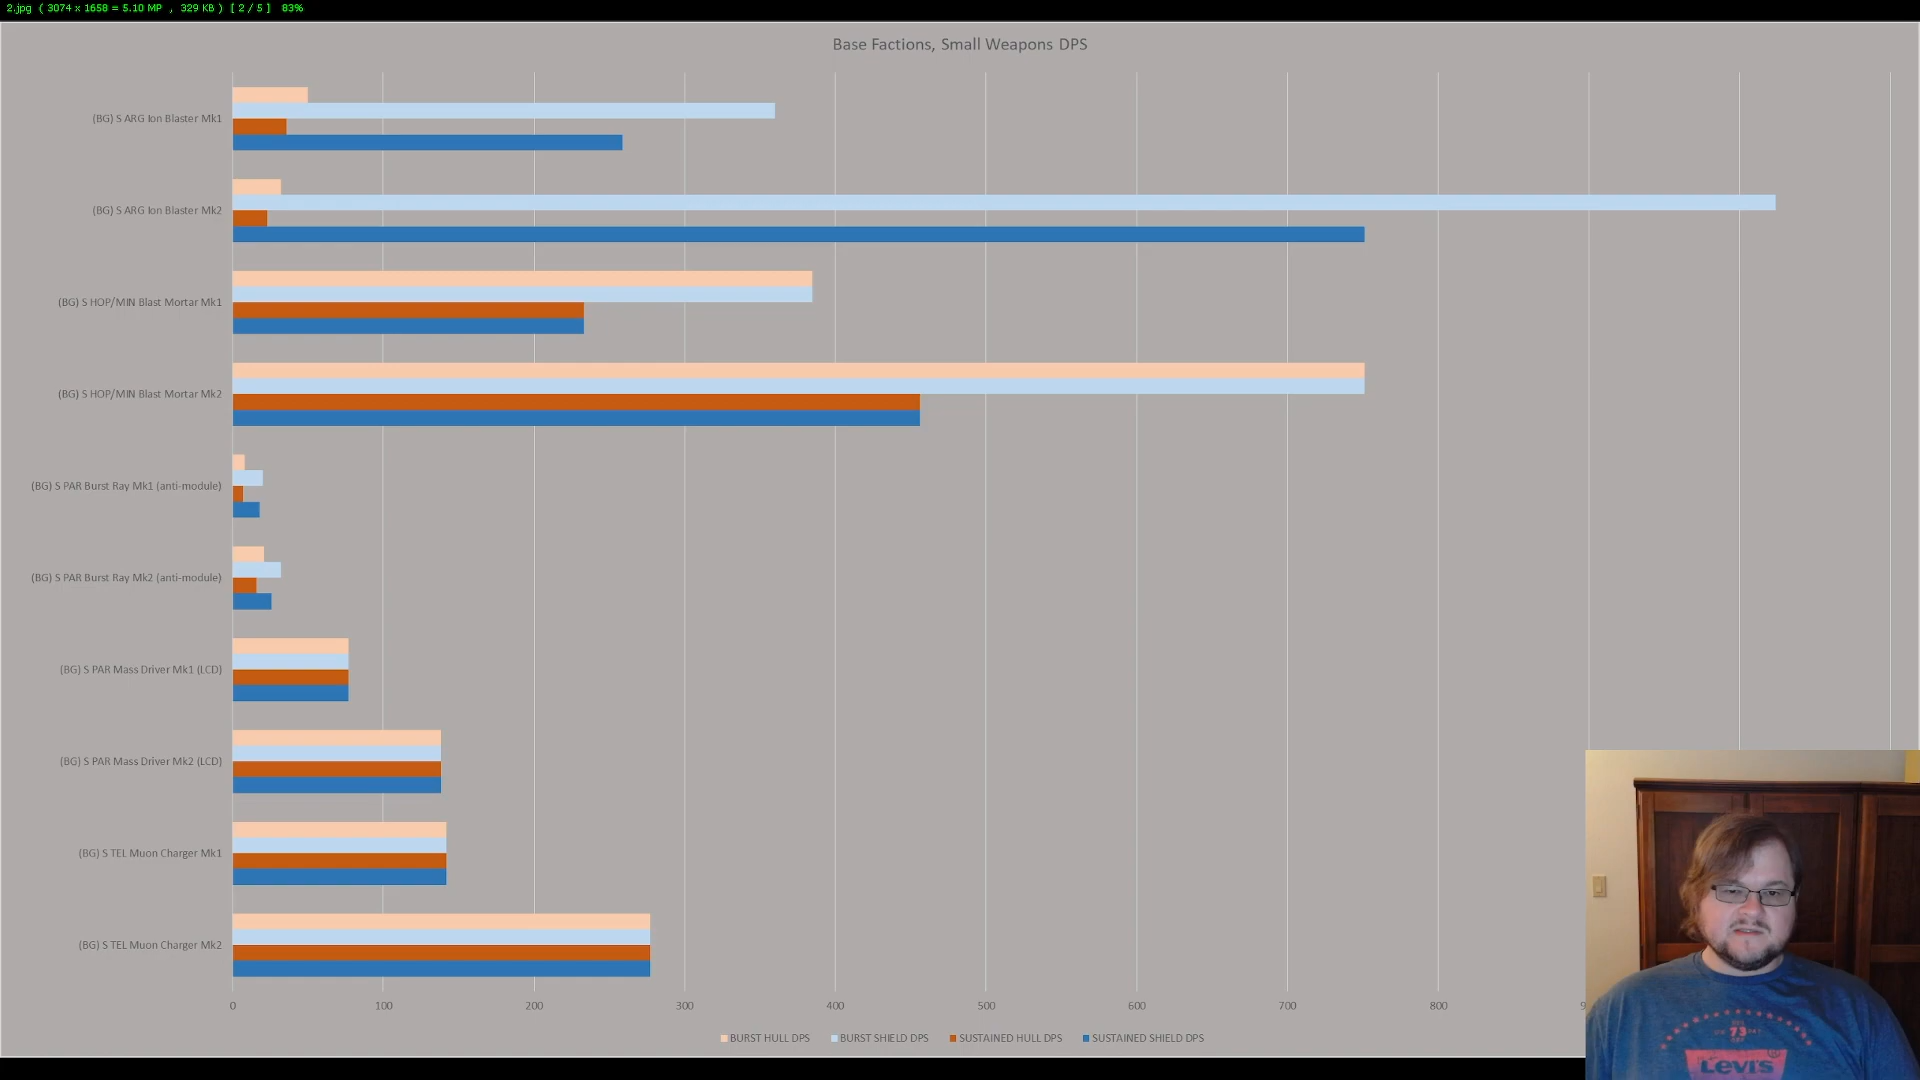 2.jpg ( 3074 x 1658 = 5.10 MP , 329 KB ) [ 2 / 5 ] 83%
Base Factions, Small Weapons DPS
(BG) S ARG Ion Blaster Mk1
(BG) S ARG Ion Blaster Mk2
(BG) S HOP/MIN Blast Mortar Mk1
(BG) S HOP/MIN Blast Mortar Mk2
(BG) S PAR Burst Ray Mk1 (anti-module)
(BG) S PAR Burst Ray Mk2 (anti-module)
(BG) S PAR Mass Driver Mk1 (LCD)
(BG) S PAR Mass Driver Mk2 (LCD)
(BG) S TEL Muon Charger Mk1
(BG) S TEL Muon Charger Mk2
0 100 200 300 400 500 600 700 800
BURST HULL DPS BURST SHIELD DPS SUSTAINED HULL DPS SUSTAINED SHIELD DPS
73
Levi's